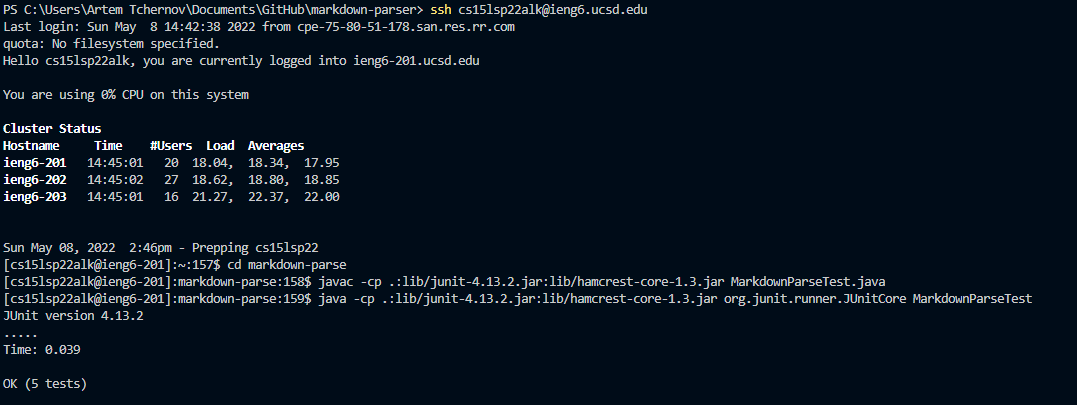 PS C:\Users\Artem Tchernov\Documents\GitHub\markdown-parser> ssh cs15lsp22alk@ieng6.ucsd.edu
Last login: Sun May  8 14:42:38 2022 from cpe-75-80-51-178.san.res.rr.com
quota: No filesystem specified.
Hello cs15lsp22alk, you are currently logged into ieng6-201.ucsd.edu
You are using 0% CPU on this system
Cluster Status
Hostname     Time    #Users  Load  Averages
ieng6-201   14:45:01   20  18.04,  18.34,  17.95
ieng6-202   14:45:02   27  18.62,  18.80,  18.85
ieng6-203   14:45:01   16  21.27,  22.37,  22.00
Sun May 08, 2022  2:46pm - Prepping cs15lsp22
[cs15lsp22alk@ieng6-201]:~:157$ cd markdown-parse
[cs15lsp22alk@ieng6-201]:markdown-parse:158$ javac -cp .:lib/junit-4.13.2.jar:lib/hamcrest-core-1.3.jar MarkdownParseTest.java
[cs15lsp22alk@ieng6-201]:markdown-parse:159$ java -cp .:lib/junit-4.13.2.jar:lib/hamcrest-core-1.3.jar org.junit.runner.JUnitCore MarkdownParseTest
JUnit version 4.13.2
.....
Time: 0.039
OK (5 tests)